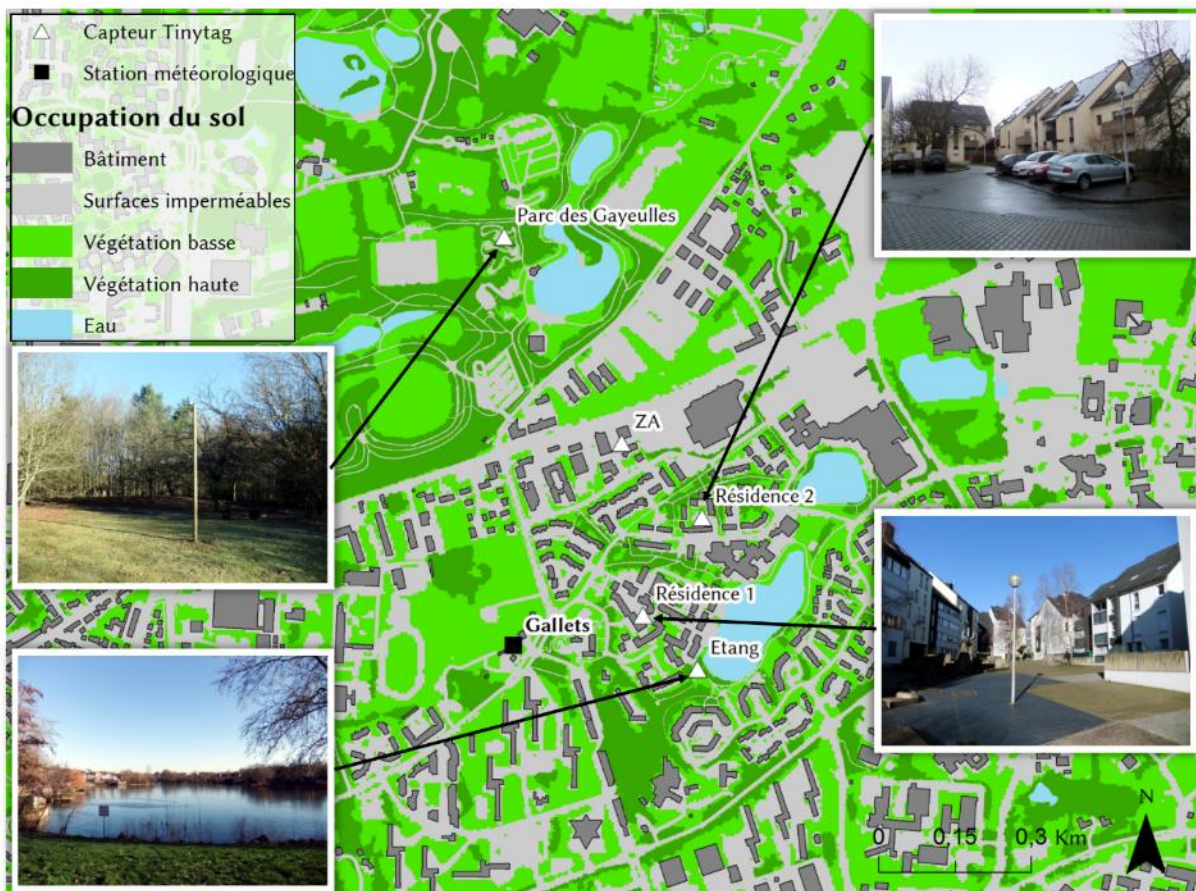 Capteur Tinytag
Station météorologique
Occupation du sol
Bâtiment
Surfaces imperméables
Végétation basse
Végétation haute
Eau
Parc des Gayeulles
ZA
Résidence 2
Résidence 1
Gallets
Etang
N
0 0,15 0,3 Km